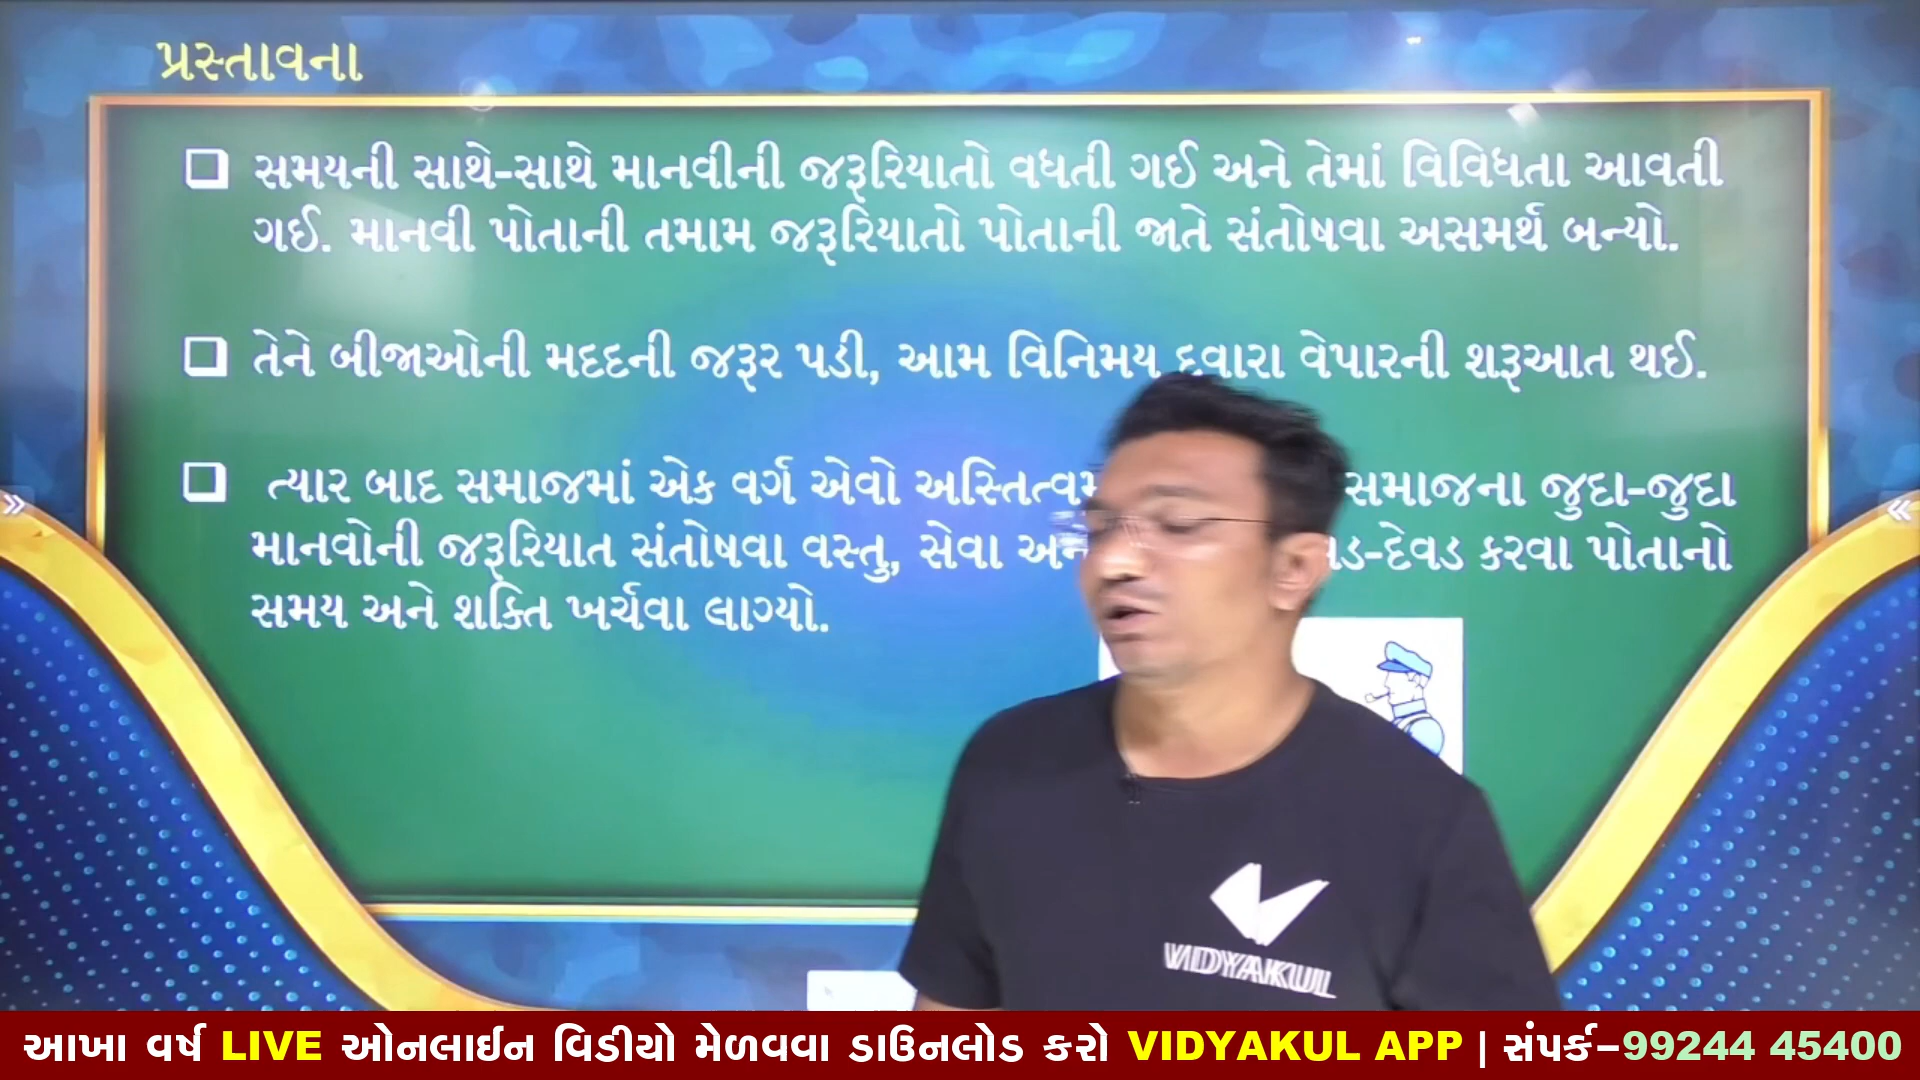 પ્રસ્તાવના
સમયની સાથે-સાથે માનવીની જરૂરિયાતો વધતી ગઈ અને તેમાં વિવિધતા આવતી
ગઈ. માનવી પોતાની તમામ જરૂરિયાતો પોતાની જાતે સંતોષવા અસમર્થ બન્યો.
તેને બીજાઓની મદદની જરૂર પડી, આમ વિનિમય દ્વારા વેપારની શરૂઆત થઈ.
ત્યાર બાદ સમાજમાં એક વર્ગ એવો સમાજના જુદા-જુદા
માનવોની જરૂરિયાત સંતોષવા વસ્તુ, સેવા કરવા પોતાનો
સમય અને શક્તિ ખર્ચવા લાગ્યો.
VIDYAKUL
આખા વર્ષ LIVE ઓનલાઈન વિડીયો મેળવવા ડાઉનલોડ કરો VIDYAKUL APP | સંપર્ક-99244 45400